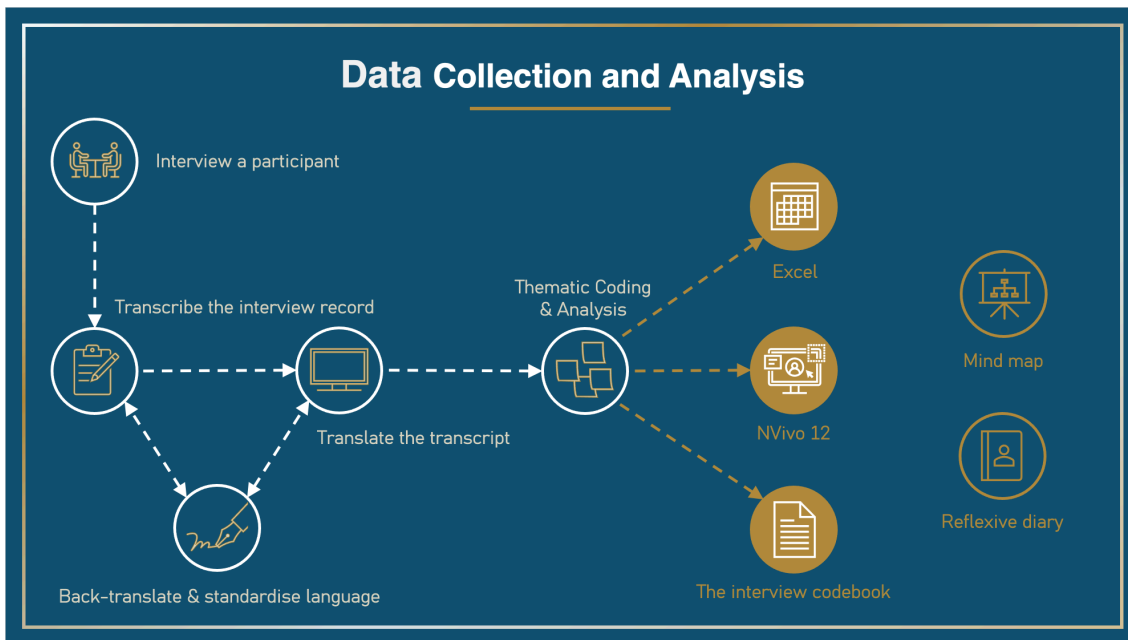 Data Collection and Analysis
Interview a participant
Transcribe the interview record
Translate the transcript
Back-translate & standardise language
Thematic Coding
& Analysis
Excel
NVivo 12
The interview codebook
Mind map
Reflexive diary